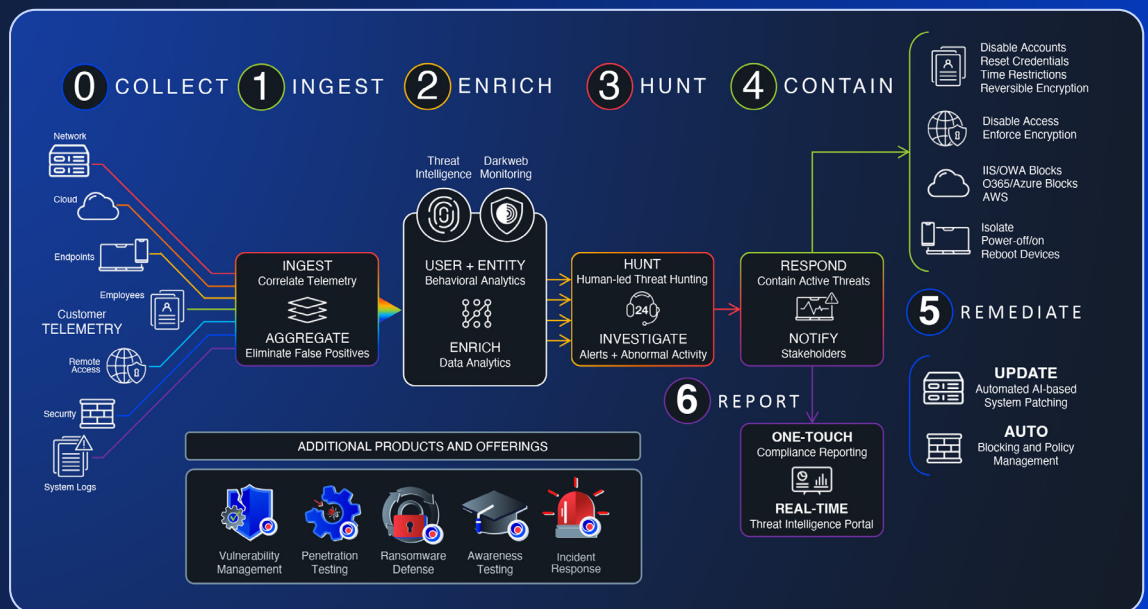 0 COLLECT
1 INGEST
2 ENRICH
3 HUNT
4 CONTAIN
Network
Cloud
Endpoints
Employees
Customer
TELEMETRY
Remote
Access
Security
System Logs
INGEST
Correlate Telemetry
AGGREGATE
Eliminate False Positives
Threat
Intelligence
Darkweb
Monitoring
USER + ENTITY
Behavioral Analytics
ENRICH
Data Analytics
HUNT
Human-led Threat Hunting
24
INVESTIGATE
Alerts + Abnormal Activity
RESPOND
Contain Active Threats
NOTIFY
Stakeholders
Disable Accounts
Reset Credentials
Time Restrictions
Reversible Encryption
Disable Access
Enforce Encryption
IIS/OWA Blocks
O365/Azure Blocks
AWS
Isolate
Power-off/on
Reboot Devices
5 REMEDIATE
UPDATE
Automated AI-based
System Patching
AUTO
Blocking and Policy
Management
6 REPORT
ONE-TOUCH
Compliance Reporting
REAL-TIME
Threat Intelligence Portal
ADDITIONAL PRODUCTS AND OFFERINGS
Vulnerability
Management
Penetration
Testing
Ransomware
Defense
Awareness
Testing
Incident
Response